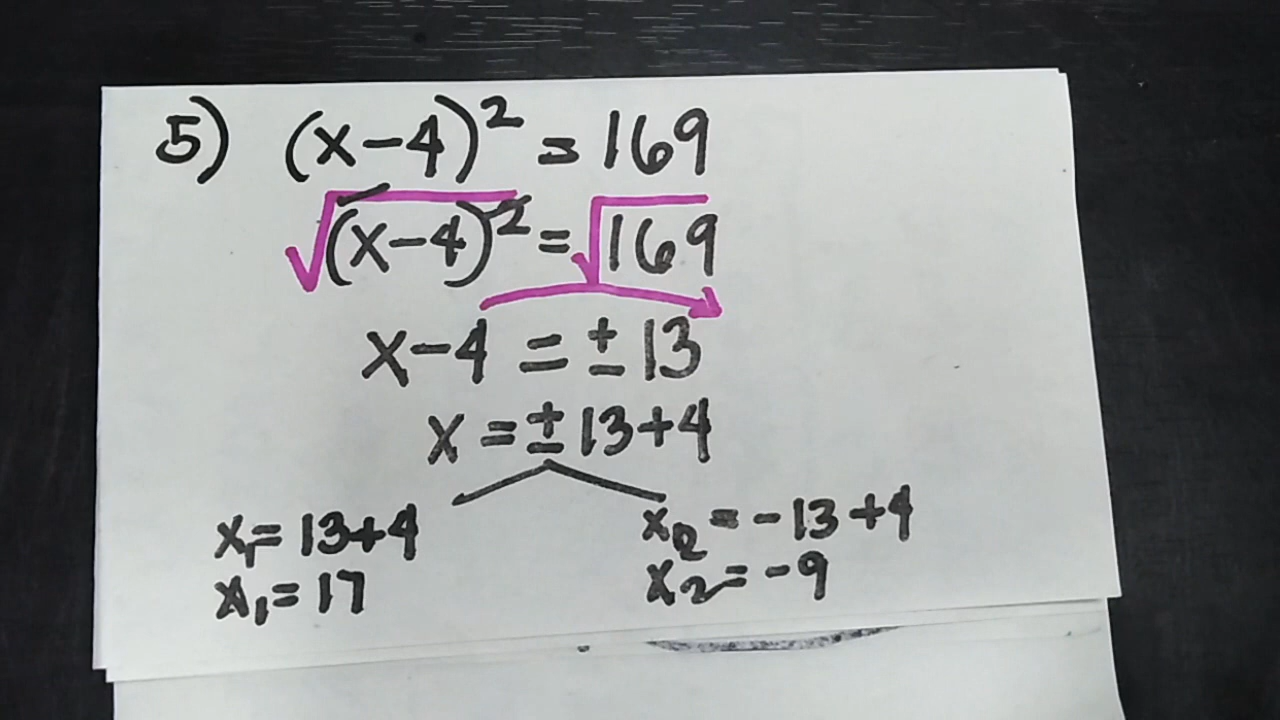 5) (x-4)² = 169
√(x-4)² = √169
x-4 = ±13
x = ±13+4
x₁= 13+4
x₁= 17
x₂ = -13+4
x₂= -9